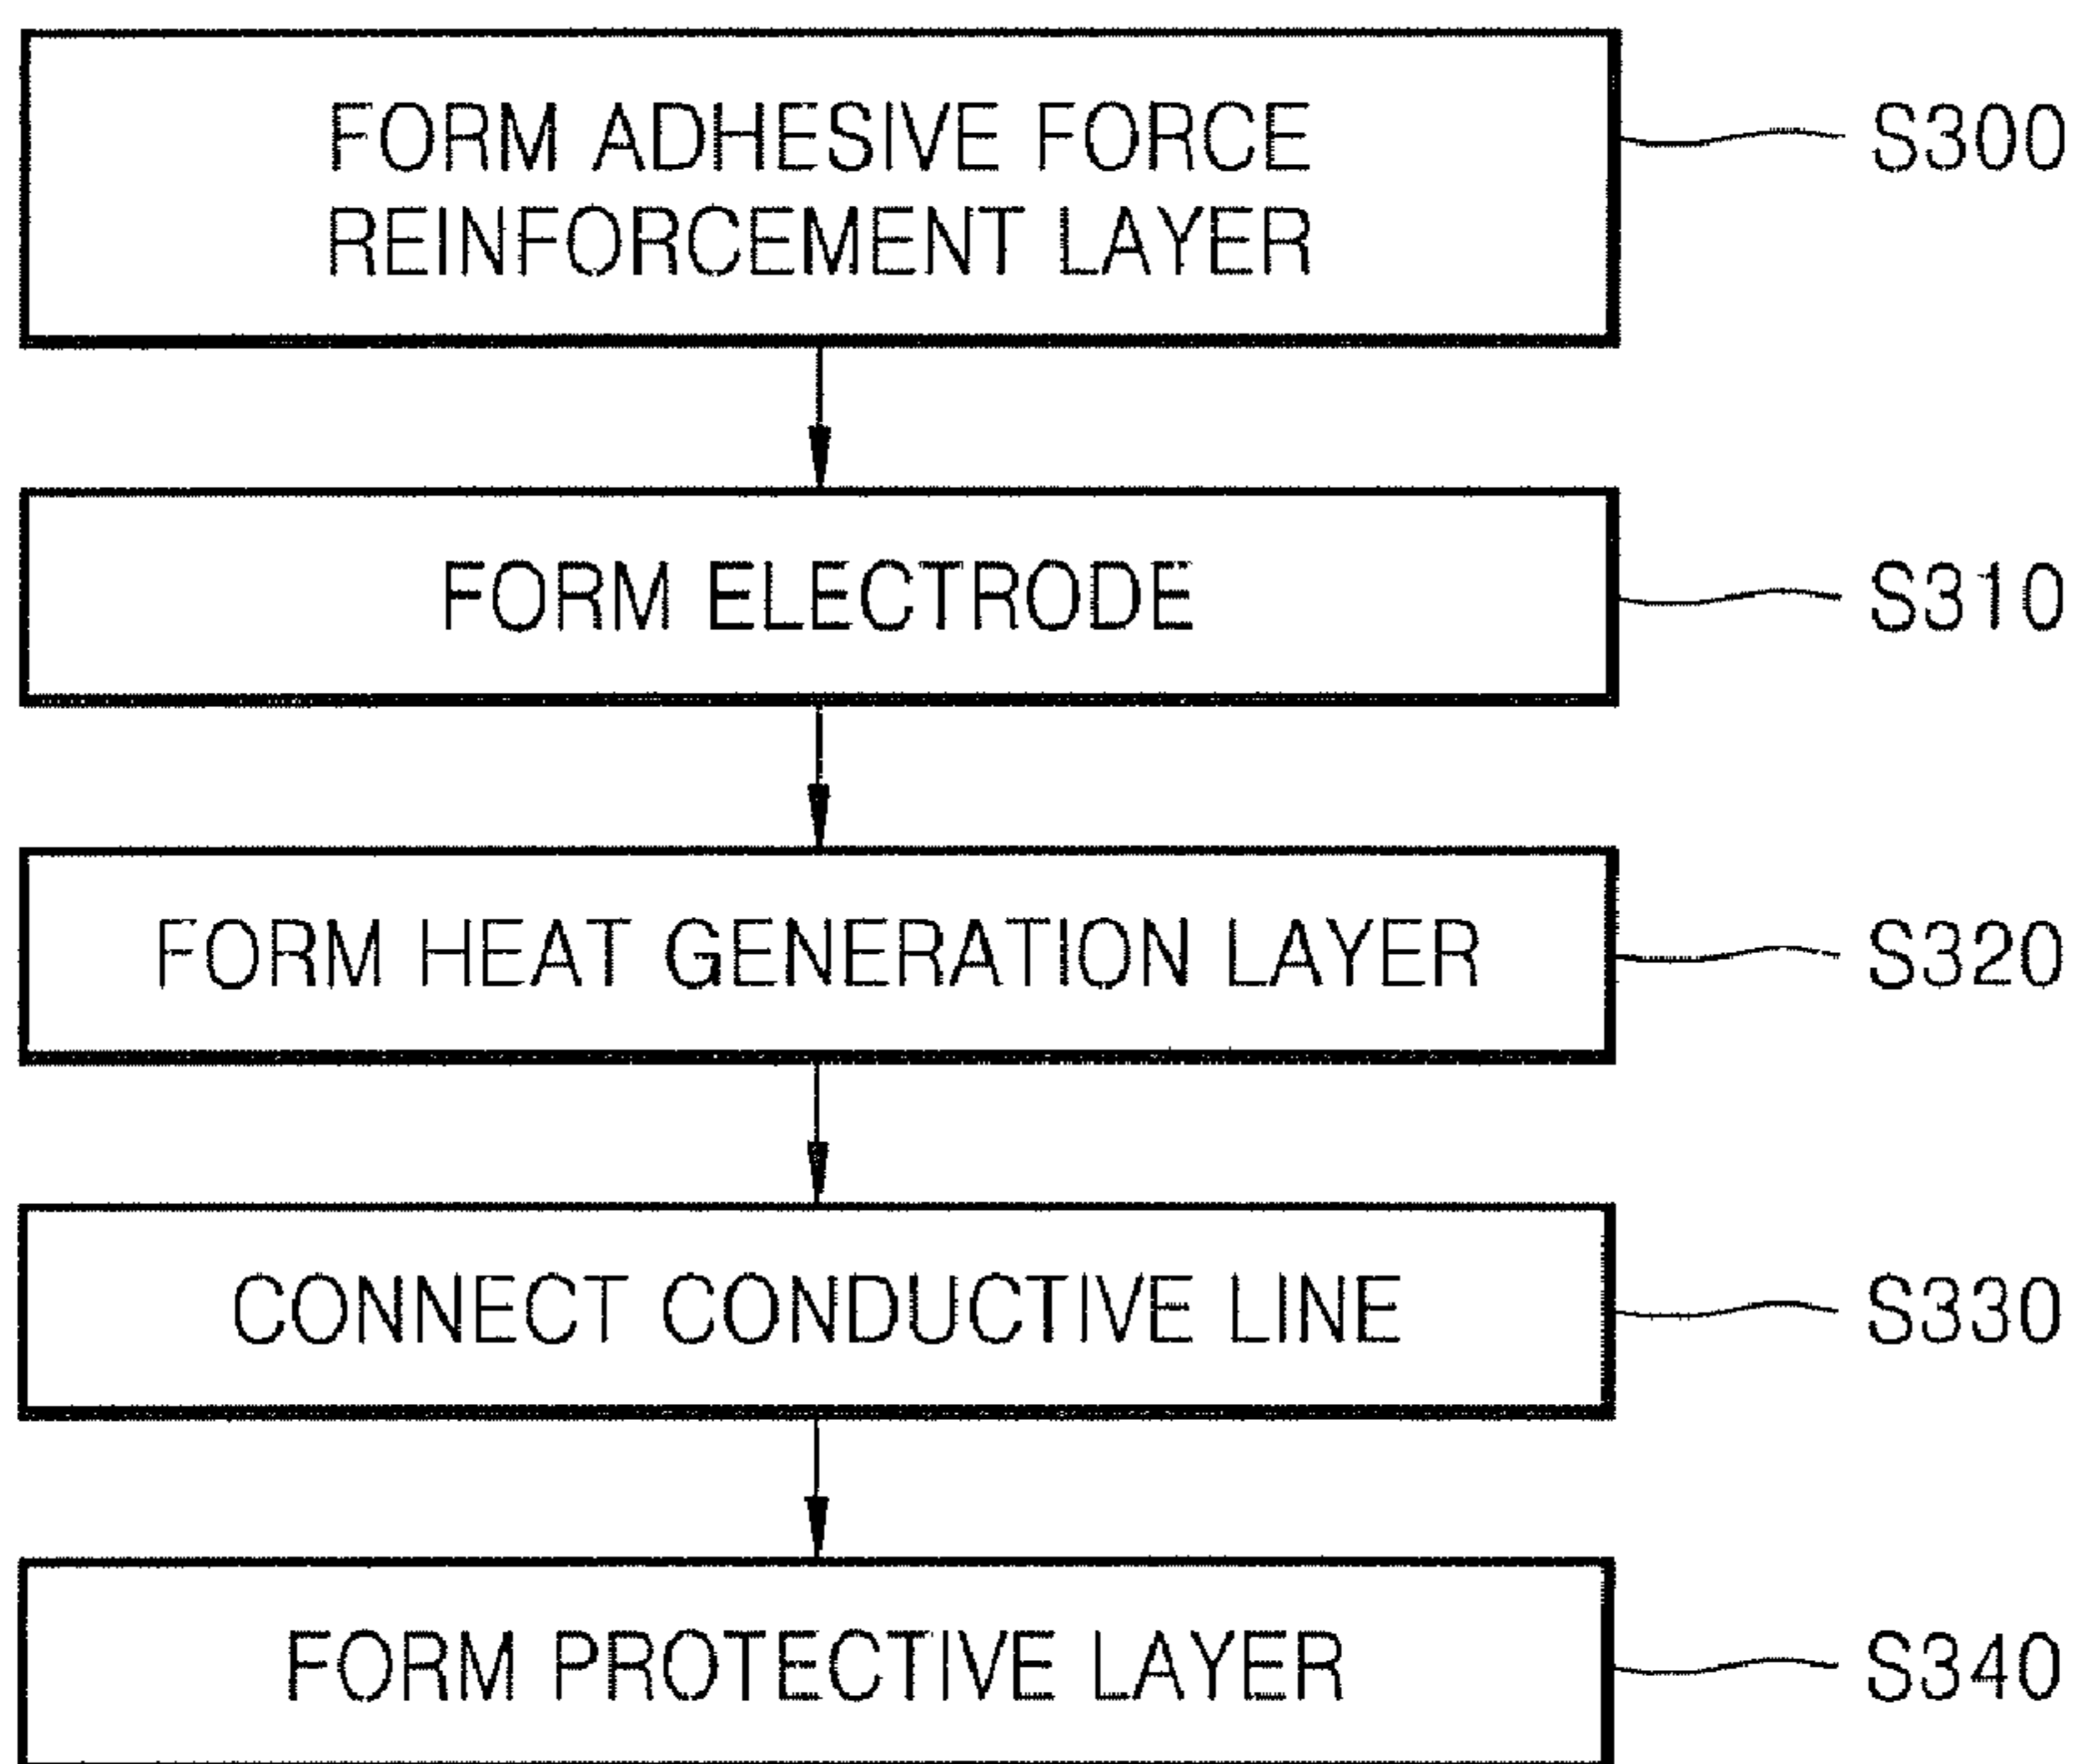 FORM ADHESIVE FORCE
REINFORCEMENT LAYER
S300
FORM ELECTRODE
S310
FORM HEAT GENERATION LAYER
S320
CONNECT CONDUCTIVE LINE
S330
FORM PROTECTIVE LAYER
S340